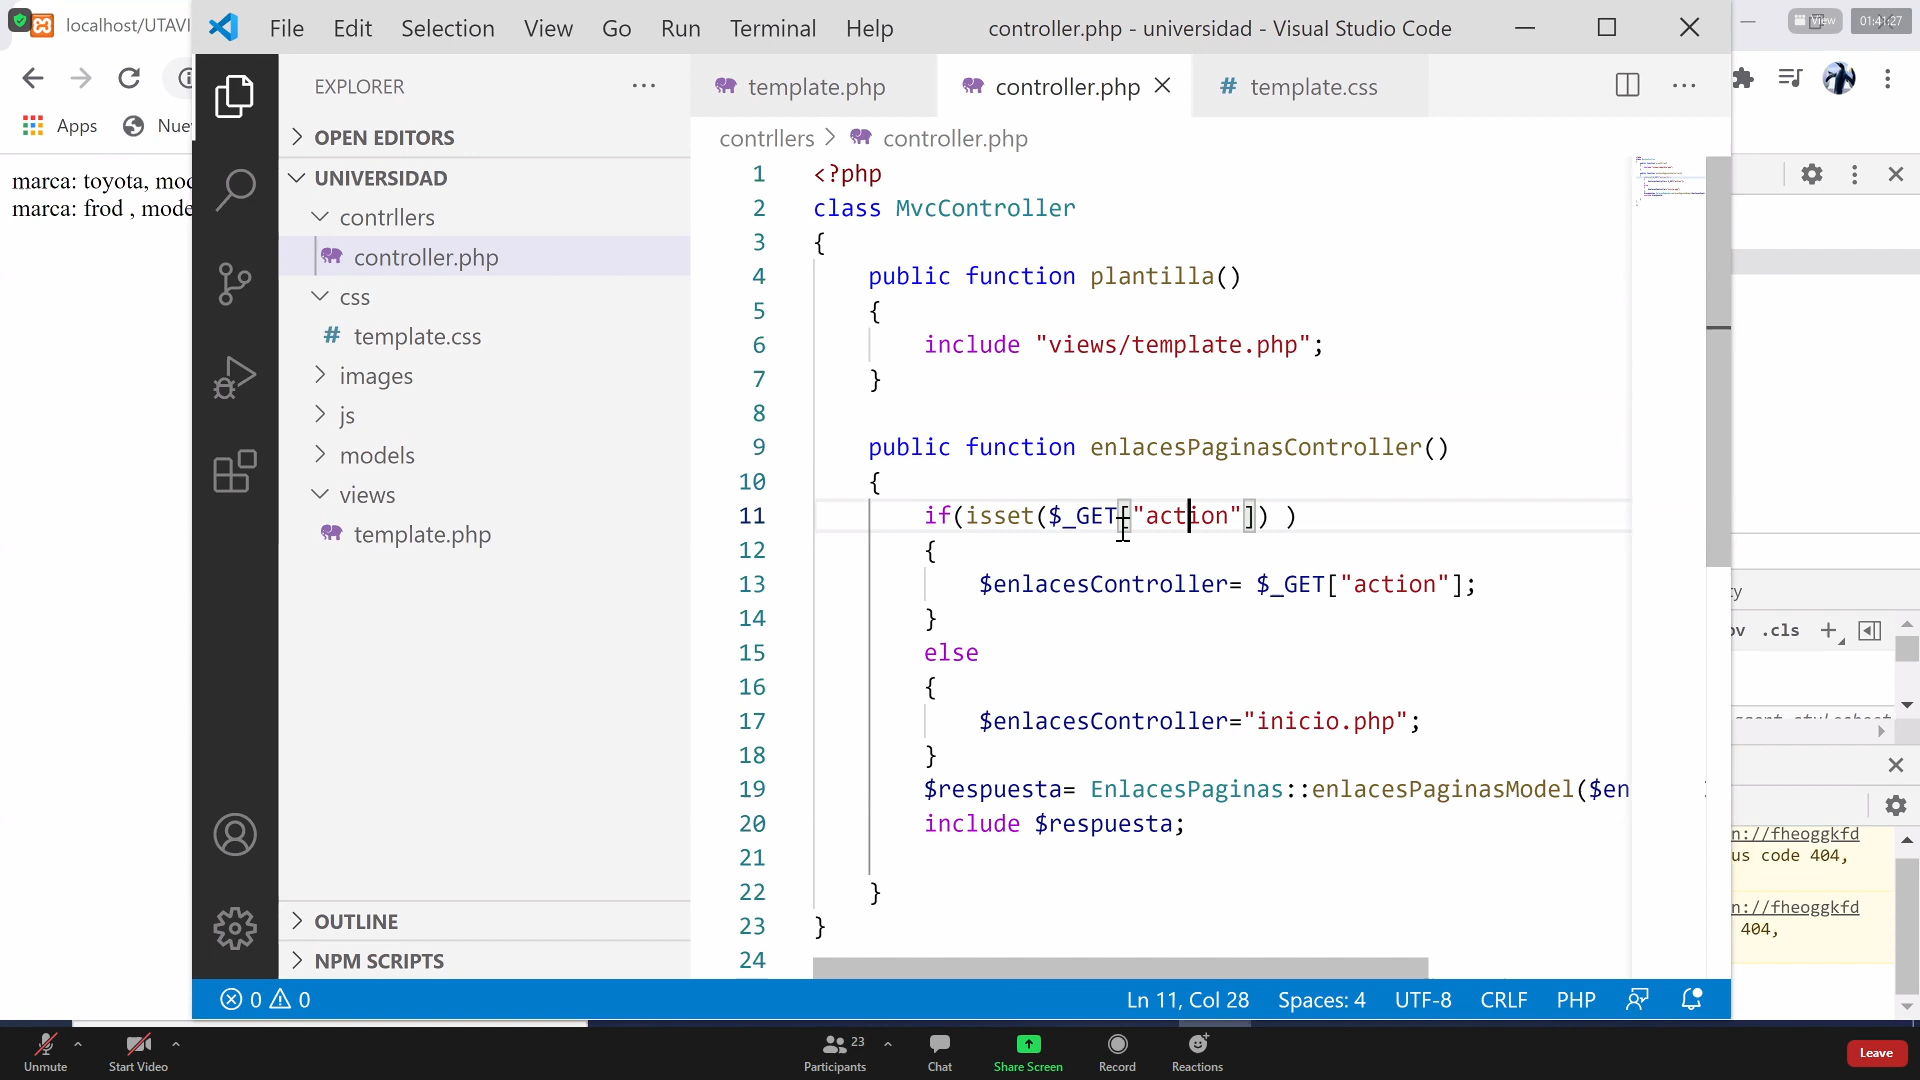 localhost/UTAVI
File Edit Selection View Go Run Terminal Help
controller.php - universidad - Visual Studio Code
View
01:41:27
Apps
Nue
marca: toyota, mod
marca: frod , mode
EXPLORER
OPEN EDITORS
UNIVERSIDAD
contrllers
controller.php
css
template.css
images
js
models
views
template.php
OUTLINE
NPM SCRIPTS
template.php
controller.php
template.css
contrllers > controller.php
1 <?php
2 class MvcController
3 {
4 public function plantilla()
5 {
6 include "views/template.php";
7 }
8
9 public function enlacesPaginasController()
10 {
11 if(isset($_GET["action"]) )
12 {
13 $enlacesController= $_GET["action"];
14 }
15 else
16 {
17 $enlacesController="inicio.php";
18 }
19 $respuesta= EnlacesPaginas::enlacesPaginasModel($en
20 include $respuesta;
21
22 }
23 }
24
.cls
n://fheoggkfd
us code 404,
n://fheoggkfd
404,
0 0
Ln 11, Col 28 Spaces: 4 UTF-8 CRLF PHP
Unmute
Start Video
23
Participants
Chat
Share Screen
Record
Reactions
Leave